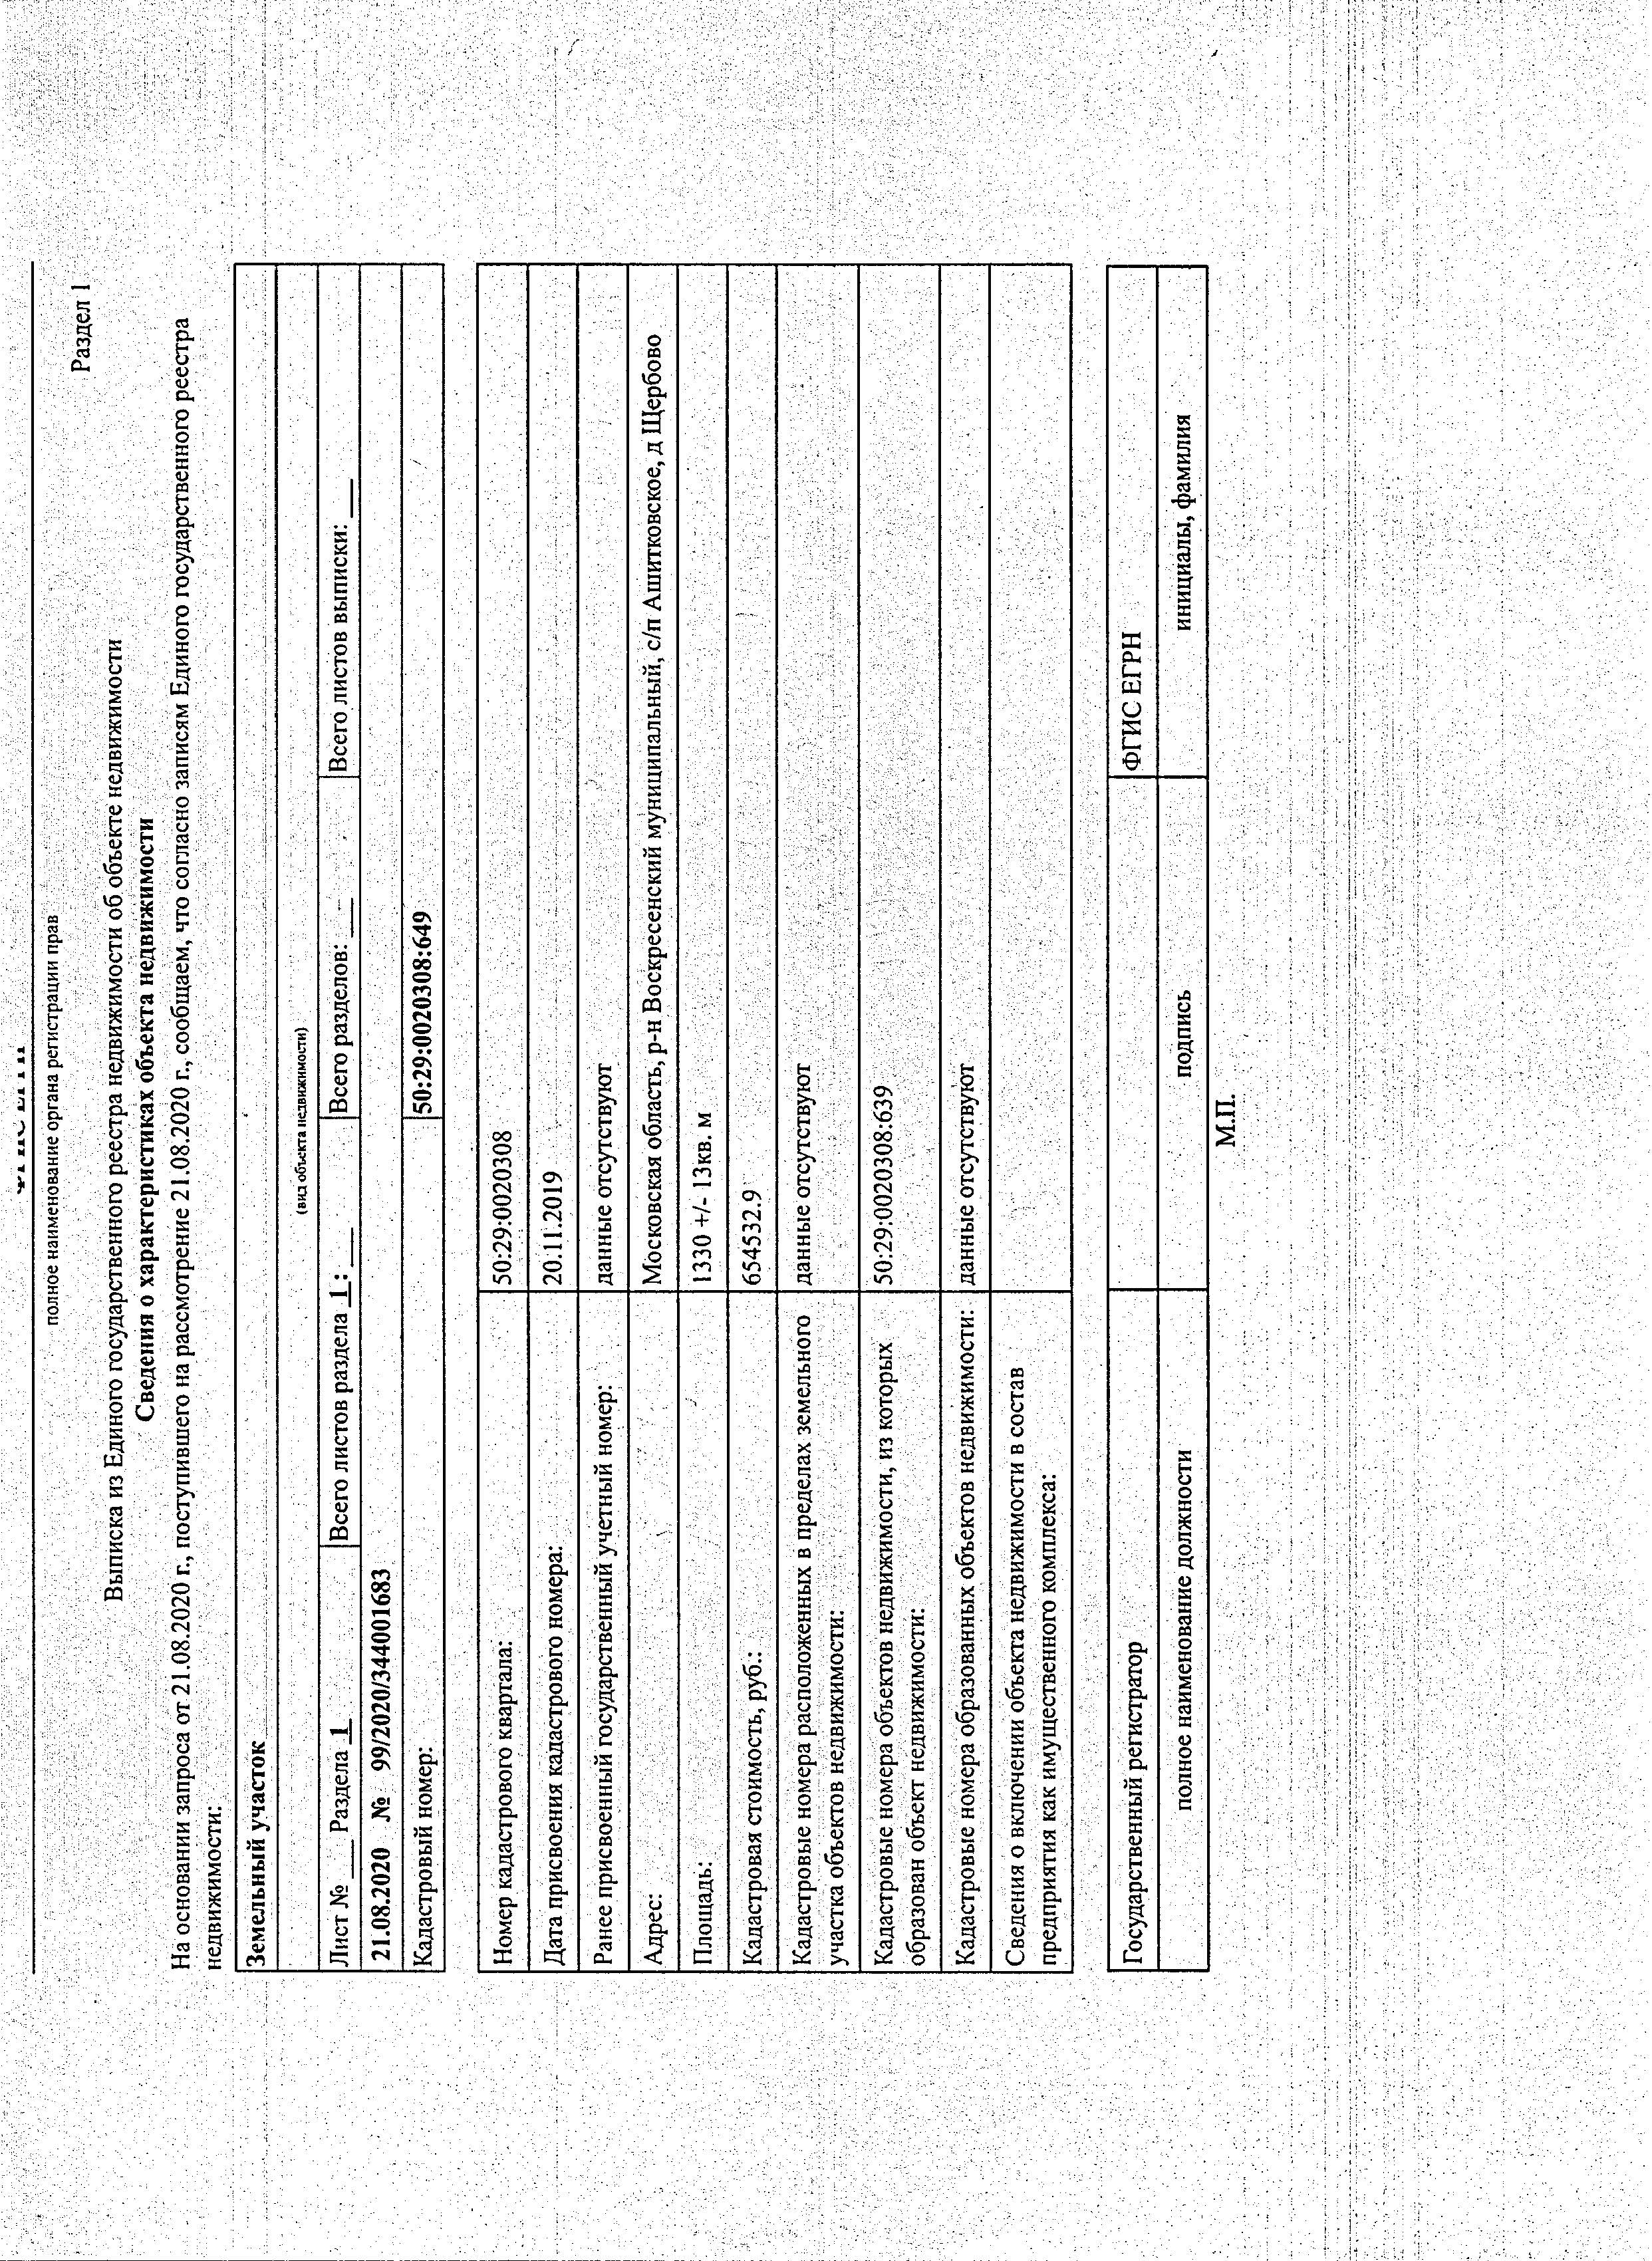 полное наименование органа регистрации прав
Раздел 1
Выписка из Единого государственного реестра недвижимости об объекте недвижимости
Сведения о характеристиках объекта недвижимости
На основании запроса от 21.08.2020 г., поступившего на рассмотрение 21.08.2020 г., сообщаем, что согласно записям Единого государственного реестра
недвижимости:
Земельный участок
(вид объекта недвижимости)
Лист № ___ Раздела 1 Всего листов раздела 1 : ___ Всего разделов: ___ Всего листов выписки: ___
21.08.2020 № 99/2020/344001683
Кадастровый номер: 50:29:0020308:649
Номер кадастрового квартала: 50:29:0020308
Дата присвоения кадастрового номера: 20.11.2019
Ранее присвоенный государственный учетный номер: данные отсутствуют
Адрес: Московская область, р-н Воскресенский муниципальный, с/п Ашитковское, д Щербово
Площадь: 1330 +/- 13кв. м
Кадастровая стоимость, руб.: 654532.9
Кадастровые номера расположенных в пределах земельного данные отсутствуют
участка объектов недвижимости:
Кадастровые номера объектов недвижимости, из которых 50:29:0020308:639
образован объект недвижимости:
Кадастровые номера образованных объектов недвижимости: данные отсутствуют
Сведения о включении объекта недвижимости в состав
предприятия как имущественного комплекса:
Государственный регистратор ФГИС ЕГРН
полное наименование должности подпись инициалы, фамилия
М.П.